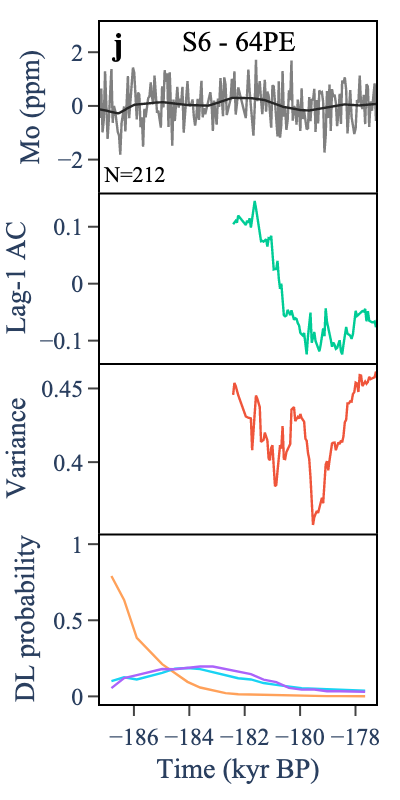 j
S6 - 64PE
Mo (ppm)
2
0
−2
N=212
Lag-1 AC
0.1
0
−0.1
Variance
0.45
0.4
DL probability
1
0.5
0
−186 −184 −182 −180 −178
Time (kyr BP)